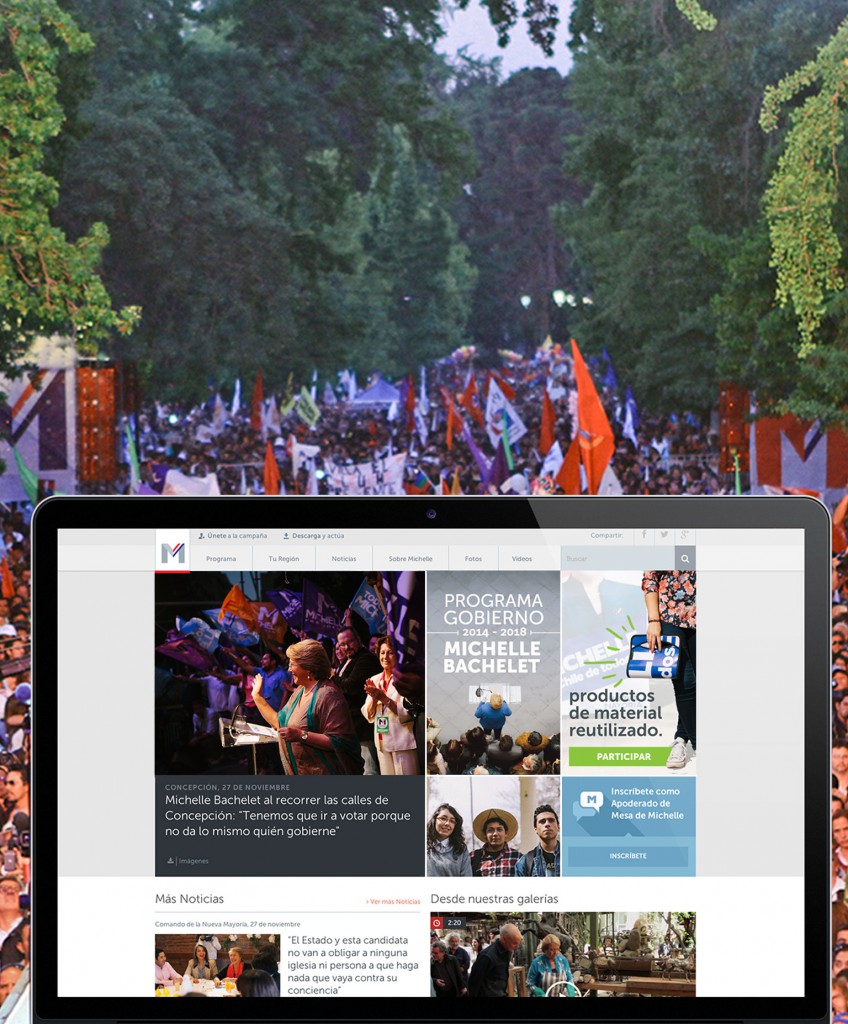 M
Únete a la campaña
Descarga y actúa
Compartir:
Programa
Tu Región
Noticias
Sobre Michelle
Fotos
Videos
Buscar
PROGRAMA
GOBIERNO
2014 - 2018
MICHELLE
BACHELET
productos
de material
reutilizado.
PARTICIPAR
CONCEPCIÓN, 27 DE NOVIEMBRE
Michelle Bachelet al recorrer las calles de
Concepción: "Tenemos que ir a votar porque
no da lo mismo quién gobierne"
Imágenes
M
Inscríbete como
Apoderado de
Mesa de Michelle
INSCRÍBETE
Más Noticias
› Ver más Noticias
Desde nuestras galerías
Comando de la Nueva Mayoría, 27 de noviembre
2:20
"El Estado y esta candidata
no van a obligar a ninguna
iglesia ni persona a que haga
nada que vaya contra su
conciencia"